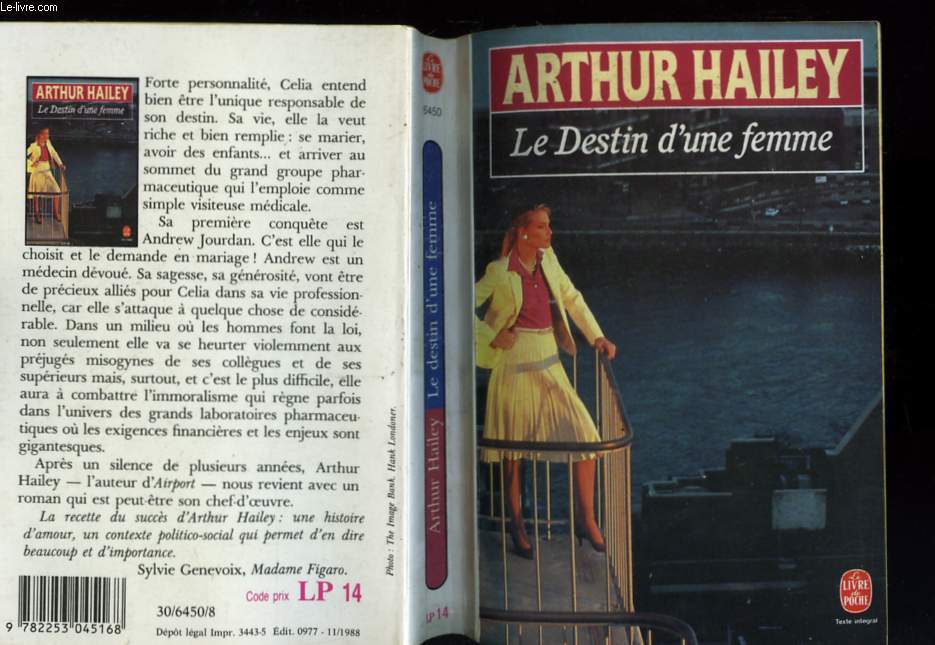 Le-livre.com
ARTHUR HAILEY
Le Destin d'une femme
Forte personnalité, Celia entend
bien être l'unique responsable de
son destin. Sa vie, elle la veut
riche et bien remplie : se marier,
avoir des enfants... et arriver au
sommet du grand groupe phar-
maceutique qui l'emploie comme
simple visiteuse médicale.
Sa première conquête est
Andrew Jourdan. C'est elle qui le
choisit et le demande en mariage ! Andrew est un
médecin dévoué. Sa sagesse, sa générosité, vont être
de précieux alliés pour Celia dans sa vie profession-
nelle, car elle s'attaque à quelque chose de considé-
rable. Dans un milieu où les hommes font la loi,
non seulement elle va se heurter violemment aux
préjugés misogynes de ses collègues et de ses
supérieurs mais, surtout, et c'est le plus difficile, elle
aura à combattre l'immoralisme qui règne parfois
dans l'univers des grands laboratoires pharmaceu-
tiques où les exigences financières et les enjeux sont
gigantesques.
Après un silence de plusieurs années, Arthur
Hailey — l'auteur d'Airport — nous revient avec un
roman qui est peut-être son chef-d'œuvre.
La recette du succès d'Arthur Hailey : une histoire
d'amour, un contexte politico-social qui permet d'en dire
beaucoup et d'importance.
Sylvie Genevoix, Madame Figaro.
Code prix LP 14
30/6450/8
9 782253 045168
Dépôt légal Impr. 3443-5 Édit. 0977 - 11/1988
Photo : The Image Bank, Hank Londoner.
LE LIVRE de POCHE
6450
Arthur Hailey Le destin d'une femme
LP 14
ARTHUR HAILEY
Le Destin d'une femme
Le LIVRE de POCHE
Texte intégral